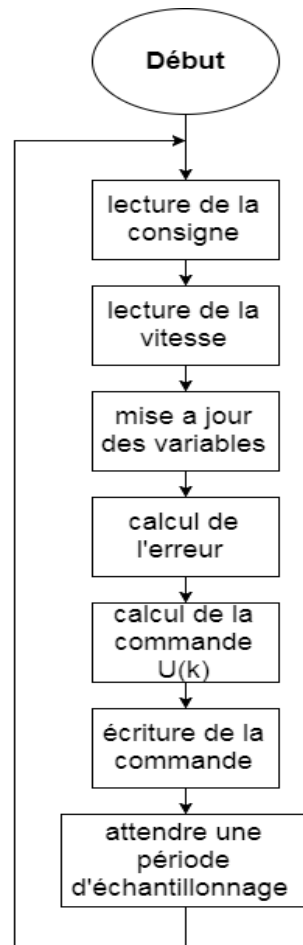 Début
lecture de la
consigne
lecture de la
vitesse
mise a jour
des variables
calcul de
l'erreur
calcul de la
commande
U(k)
écriture de la
commande
attendre une
période
d'échantillonnage